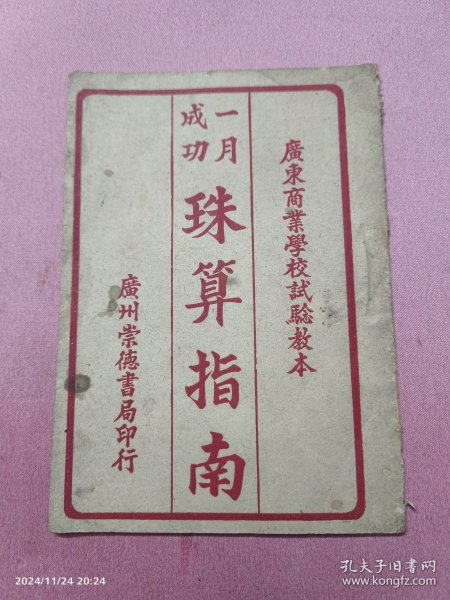 廣東商業學校試驗教本
一月
成功
珠算指南
廣州崇德書局印行
2024/11/24 20:24
孔夫子旧书网
www.kongfz.com